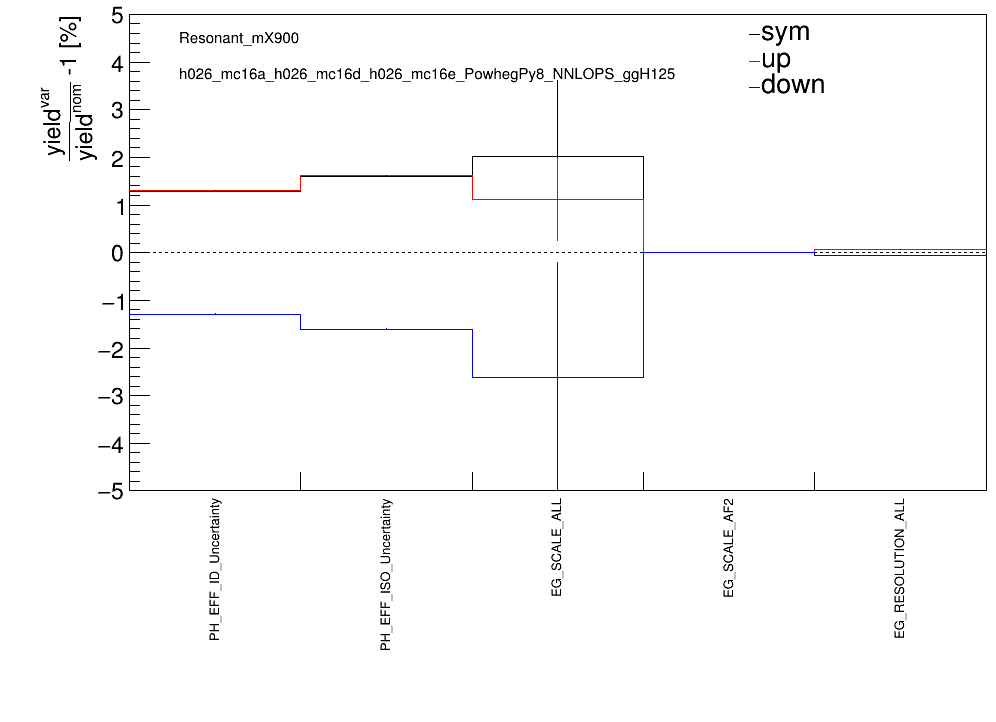 5
4
3
2
1
0
−1
−2
−3
−4
−5
yield^var
yield^nom -1 [%]
Resonant_mX900
h026_mc16a_h026_mc16d_h026_mc16e_PowhegPy8_NNLOPS_ggH125
sym
up
down
PH_EFF_ID_Uncertainty
PH_EFF_ISO_Uncertainty
EG_SCALE_ALL
EG_SCALE_AF2
EG_RESOLUTION_ALL